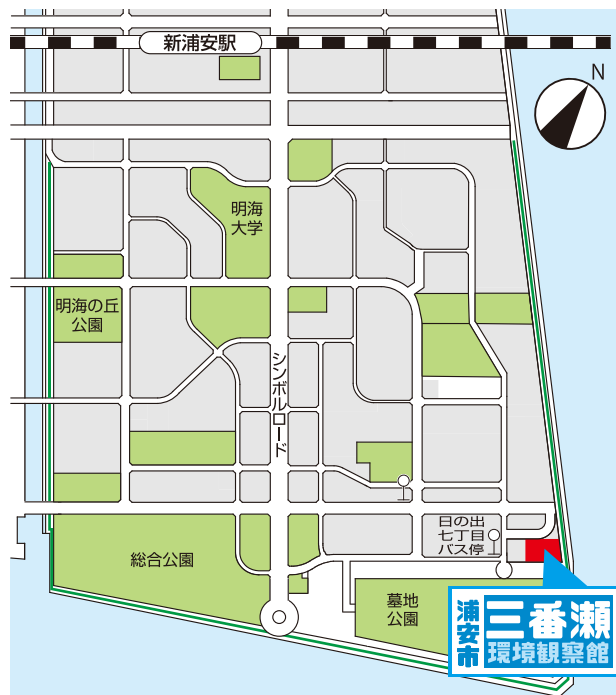 新浦安駅
N
明海
大学
明海の丘
公園
シンボルロード
日の出
七丁目
バス停
総合公園
墓地
公園
浦安市
三番瀬
環境観察館